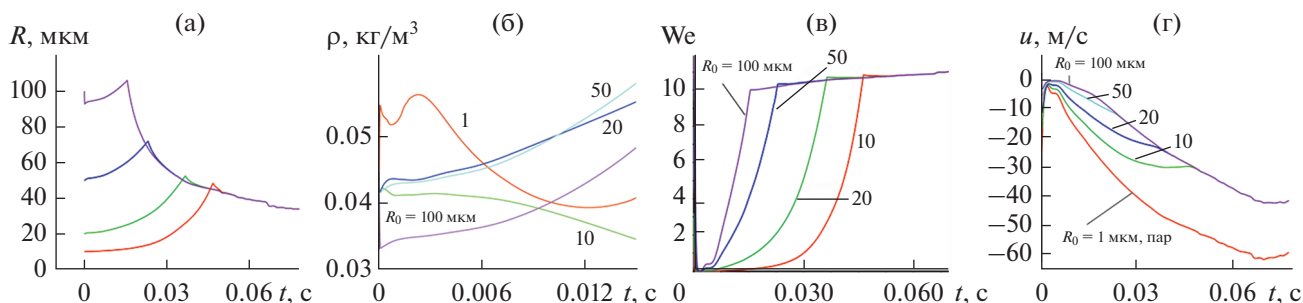 (а)
R, мкм
100
80
60
40
20
0
0.03
0.06 t, с
(б)
ρ, кг/м³
0.05
0.04
0.03
0
0.006
0.012 t, с
1
50
20
R₀ = 100 мкм
10
(в)
We
10
8
6
4
2
0
0.030
0.060 t, с
R₀ = 100 мкм
50
10
20
(г)
u, м/с
0
−10
−20
−30
−40
−50
−60
0
0.03
0.06
t, с
R₀ = 100 мкм
50
20
10
R₀ = 1 мкм, пар